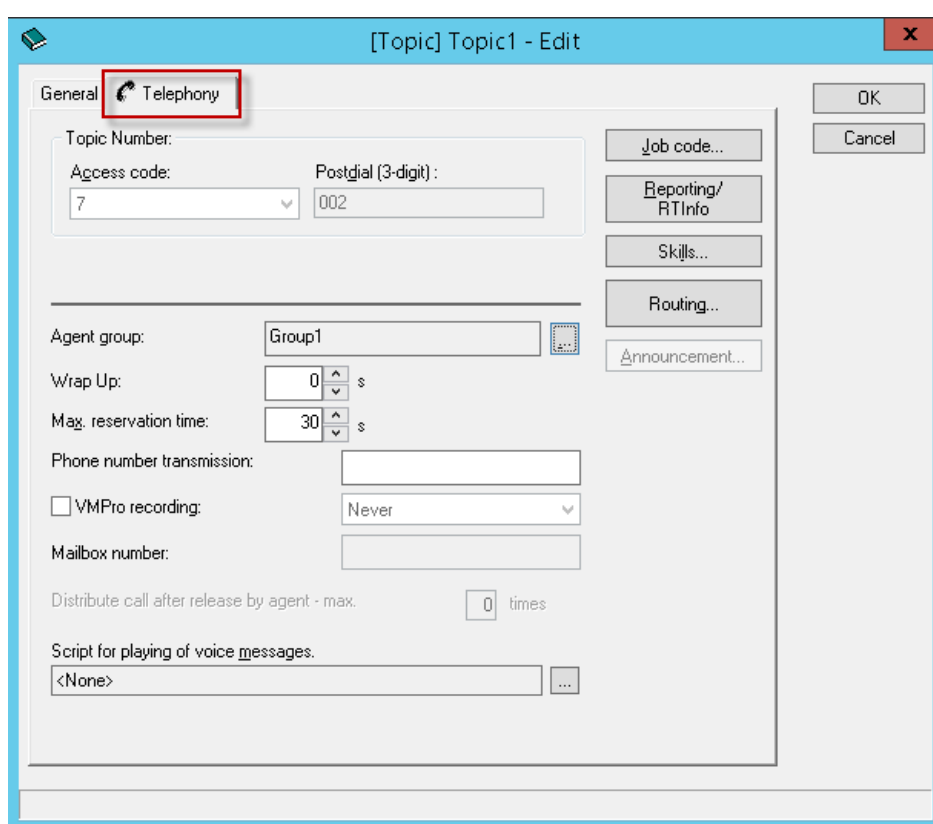 [Topic] Topic1 - Edit
x
General
Telephony
OK
Cancel
Topic Number:
Access code:
Postdial (3-digit) :
7
002
Job code...
Reporting/
RTInfo
Skills...
Routing...
Announcement...
Agent group:
Group1
...
Wrap Up:
0
s
Max. reservation time:
30
s
Phone number transmission:
VMPro recording:
Never
Mailbox number:
Distribute call after release by agent - max.
0
times
Script for playing of voice messages.
<None>
...